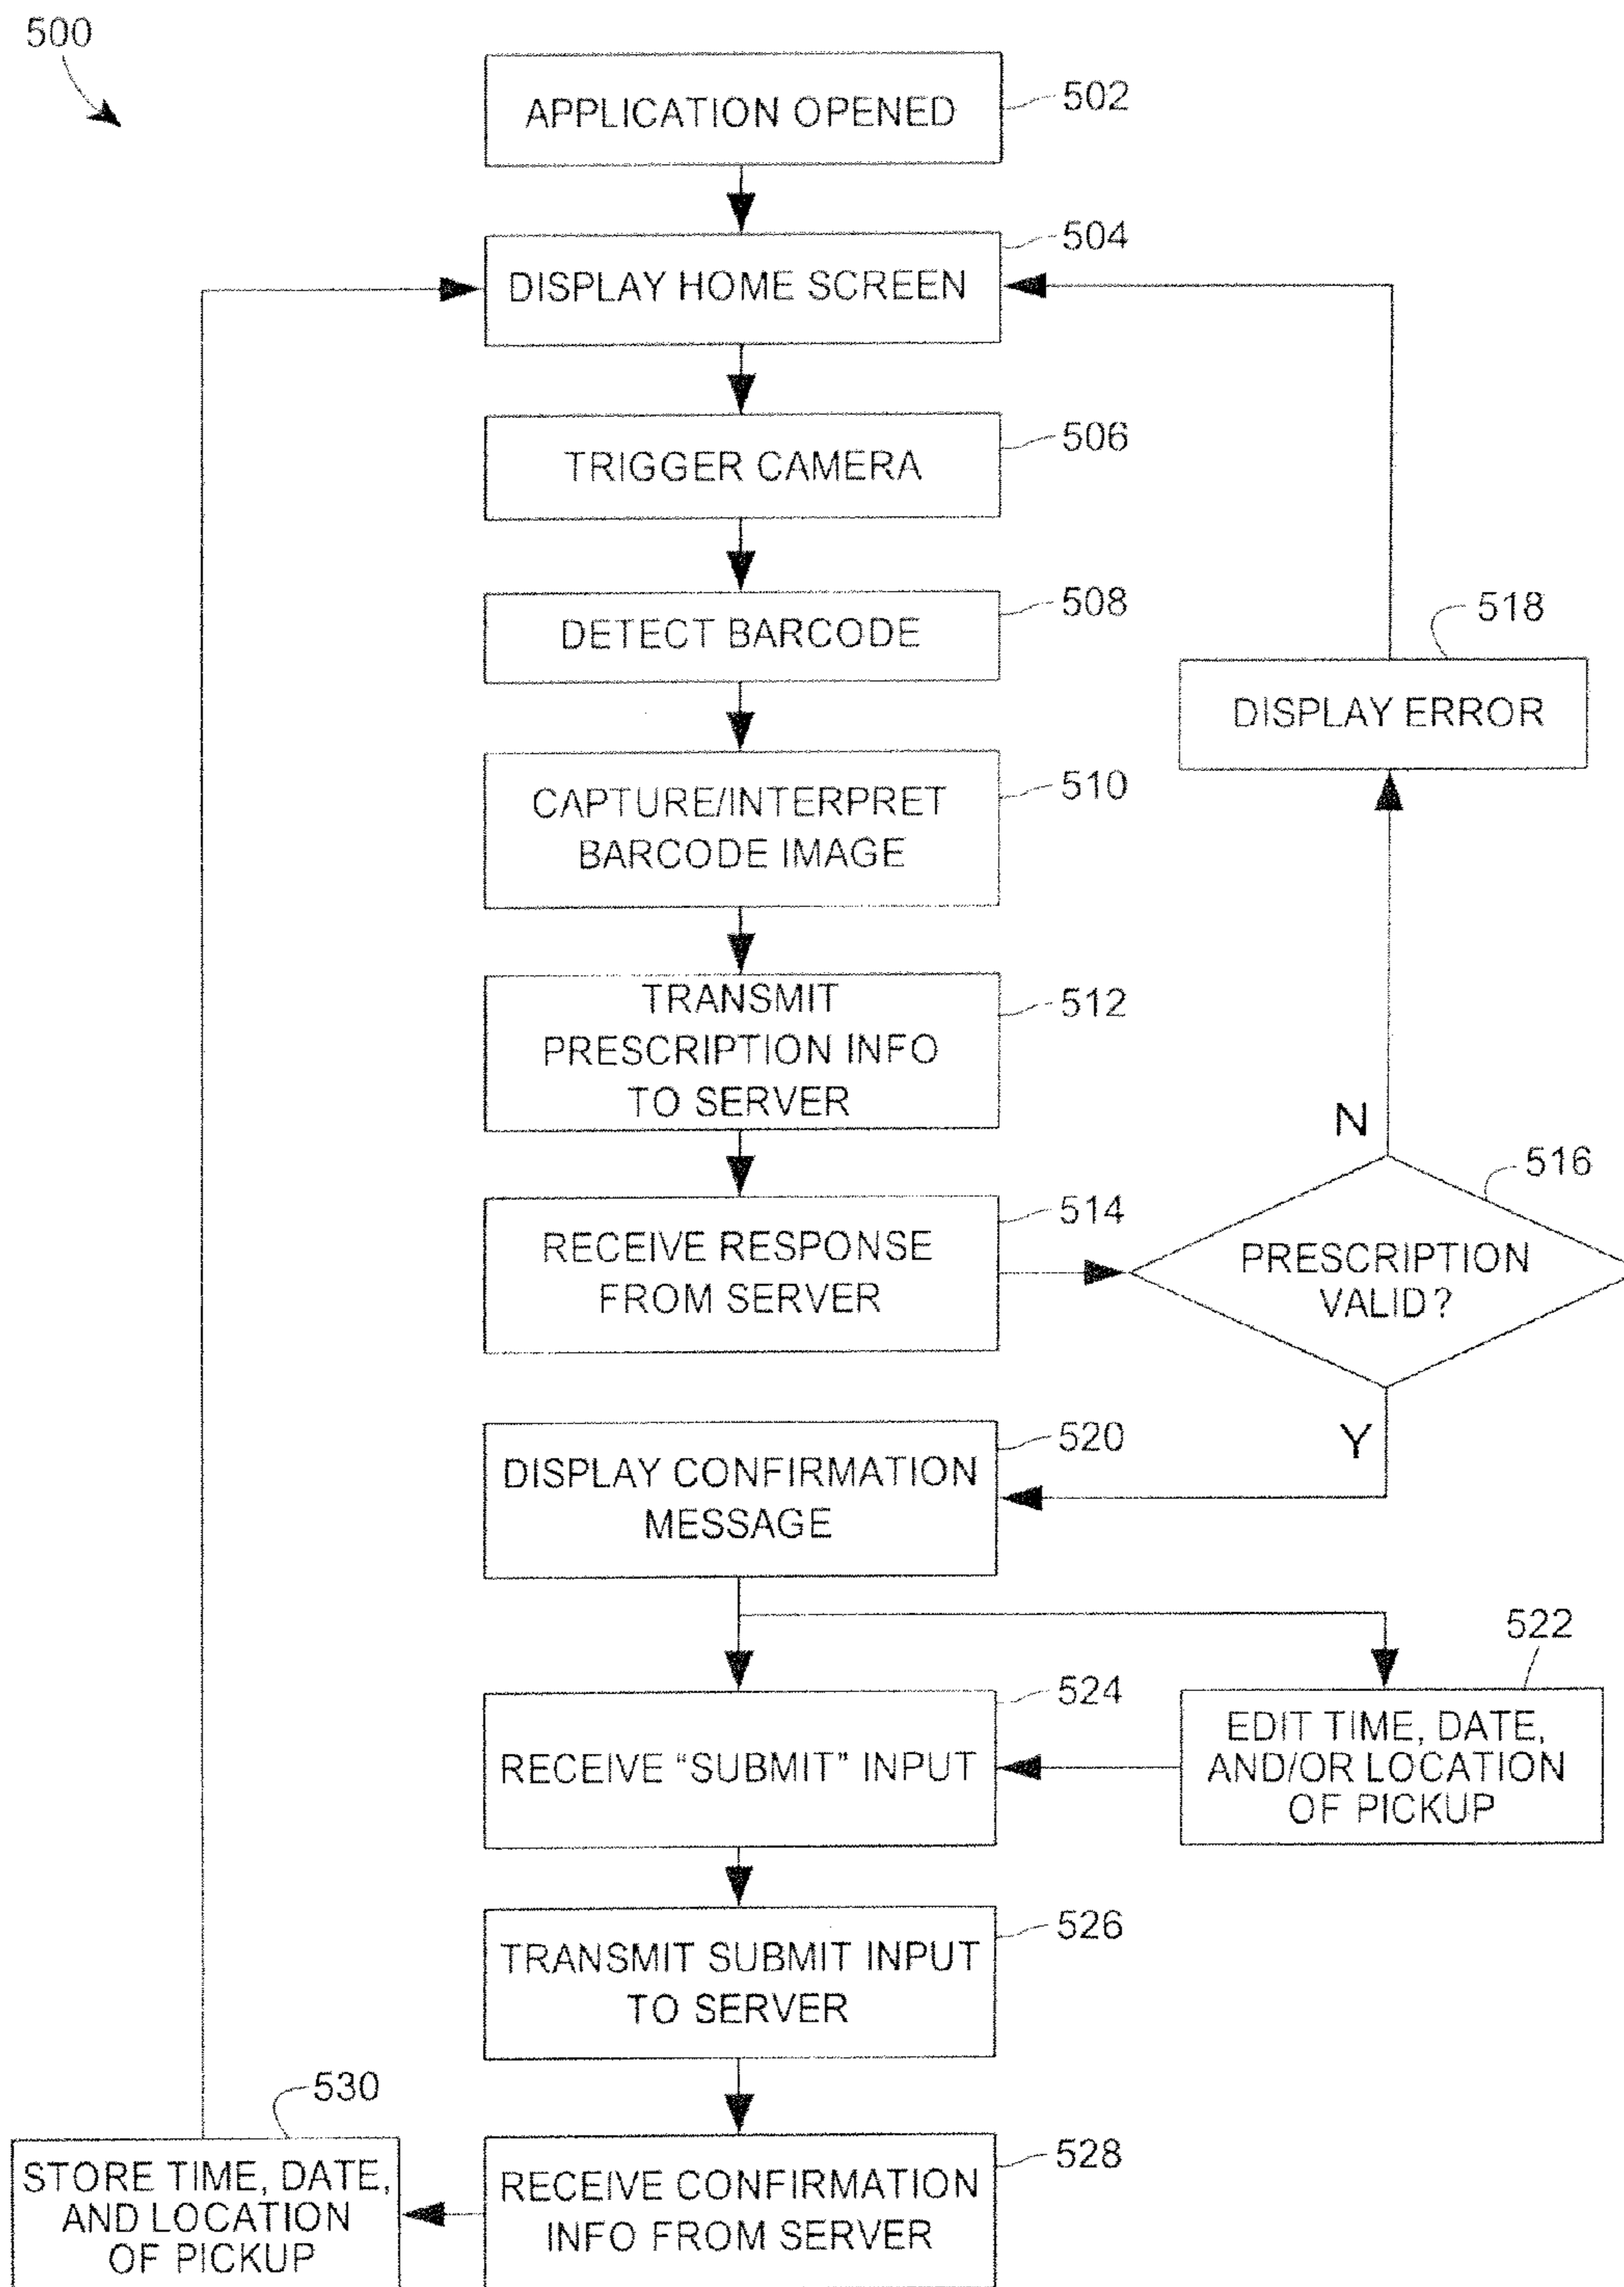 500
APPLICATION OPENED
502
DISPLAY HOME SCREEN
504
TRIGGER CAMERA
506
DETECT BARCODE
508
CAPTURE/INTERPRET
BARCODE IMAGE
510
TRANSMIT
PRESCRIPTION INFO
TO SERVER
512
RECEIVE RESPONSE
FROM SERVER
514
PRESCRIPTION
VALID?
516
N
DISPLAY ERROR
518
Y
DISPLAY CONFIRMATION
MESSAGE
520
EDIT TIME, DATE,
AND/OR LOCATION
OF PICKUP
522
RECEIVE “SUBMIT” INPUT
524
TRANSMIT SUBMIT INPUT
TO SERVER
526
RECEIVE CONFIRMATION
INFO FROM SERVER
528
STORE TIME, DATE,
AND LOCATION
OF PICKUP
530